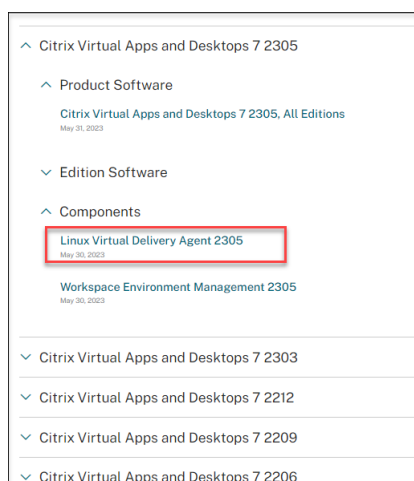 Citrix Virtual Apps and Desktops 7 2305
Product Software
Citrix Virtual Apps and Desktops 7 2305, All Editions
May 31, 2023
Edition Software
Components
Linux Virtual Delivery Agent 2305
May 30, 2023
Workspace Environment Management 2305
May 30, 2023
Citrix Virtual Apps and Desktops 7 2303
Citrix Virtual Apps and Desktops 7 2212
Citrix Virtual Apps and Desktops 7 2209
Citrix Virtual Apps and Desktops 7 2206